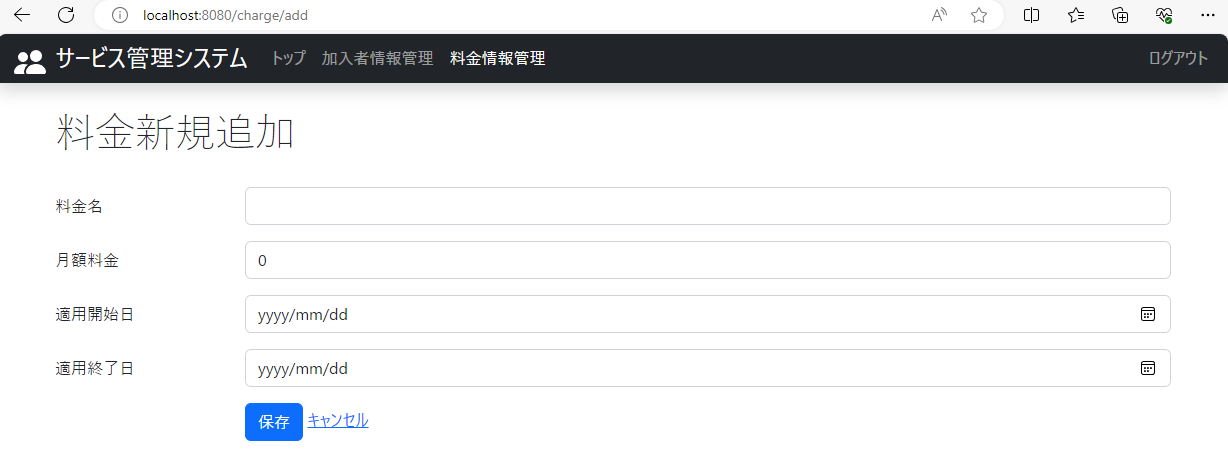 localhost:8080/charge/add
サービス管理システム トップ 加入者情報管理 料金情報管理 ログアウト
料金新規追加
料金名
月額料金 0
適用開始日 yyyy/mm/dd
適用終了日 yyyy/mm/dd
保存 キャンセル